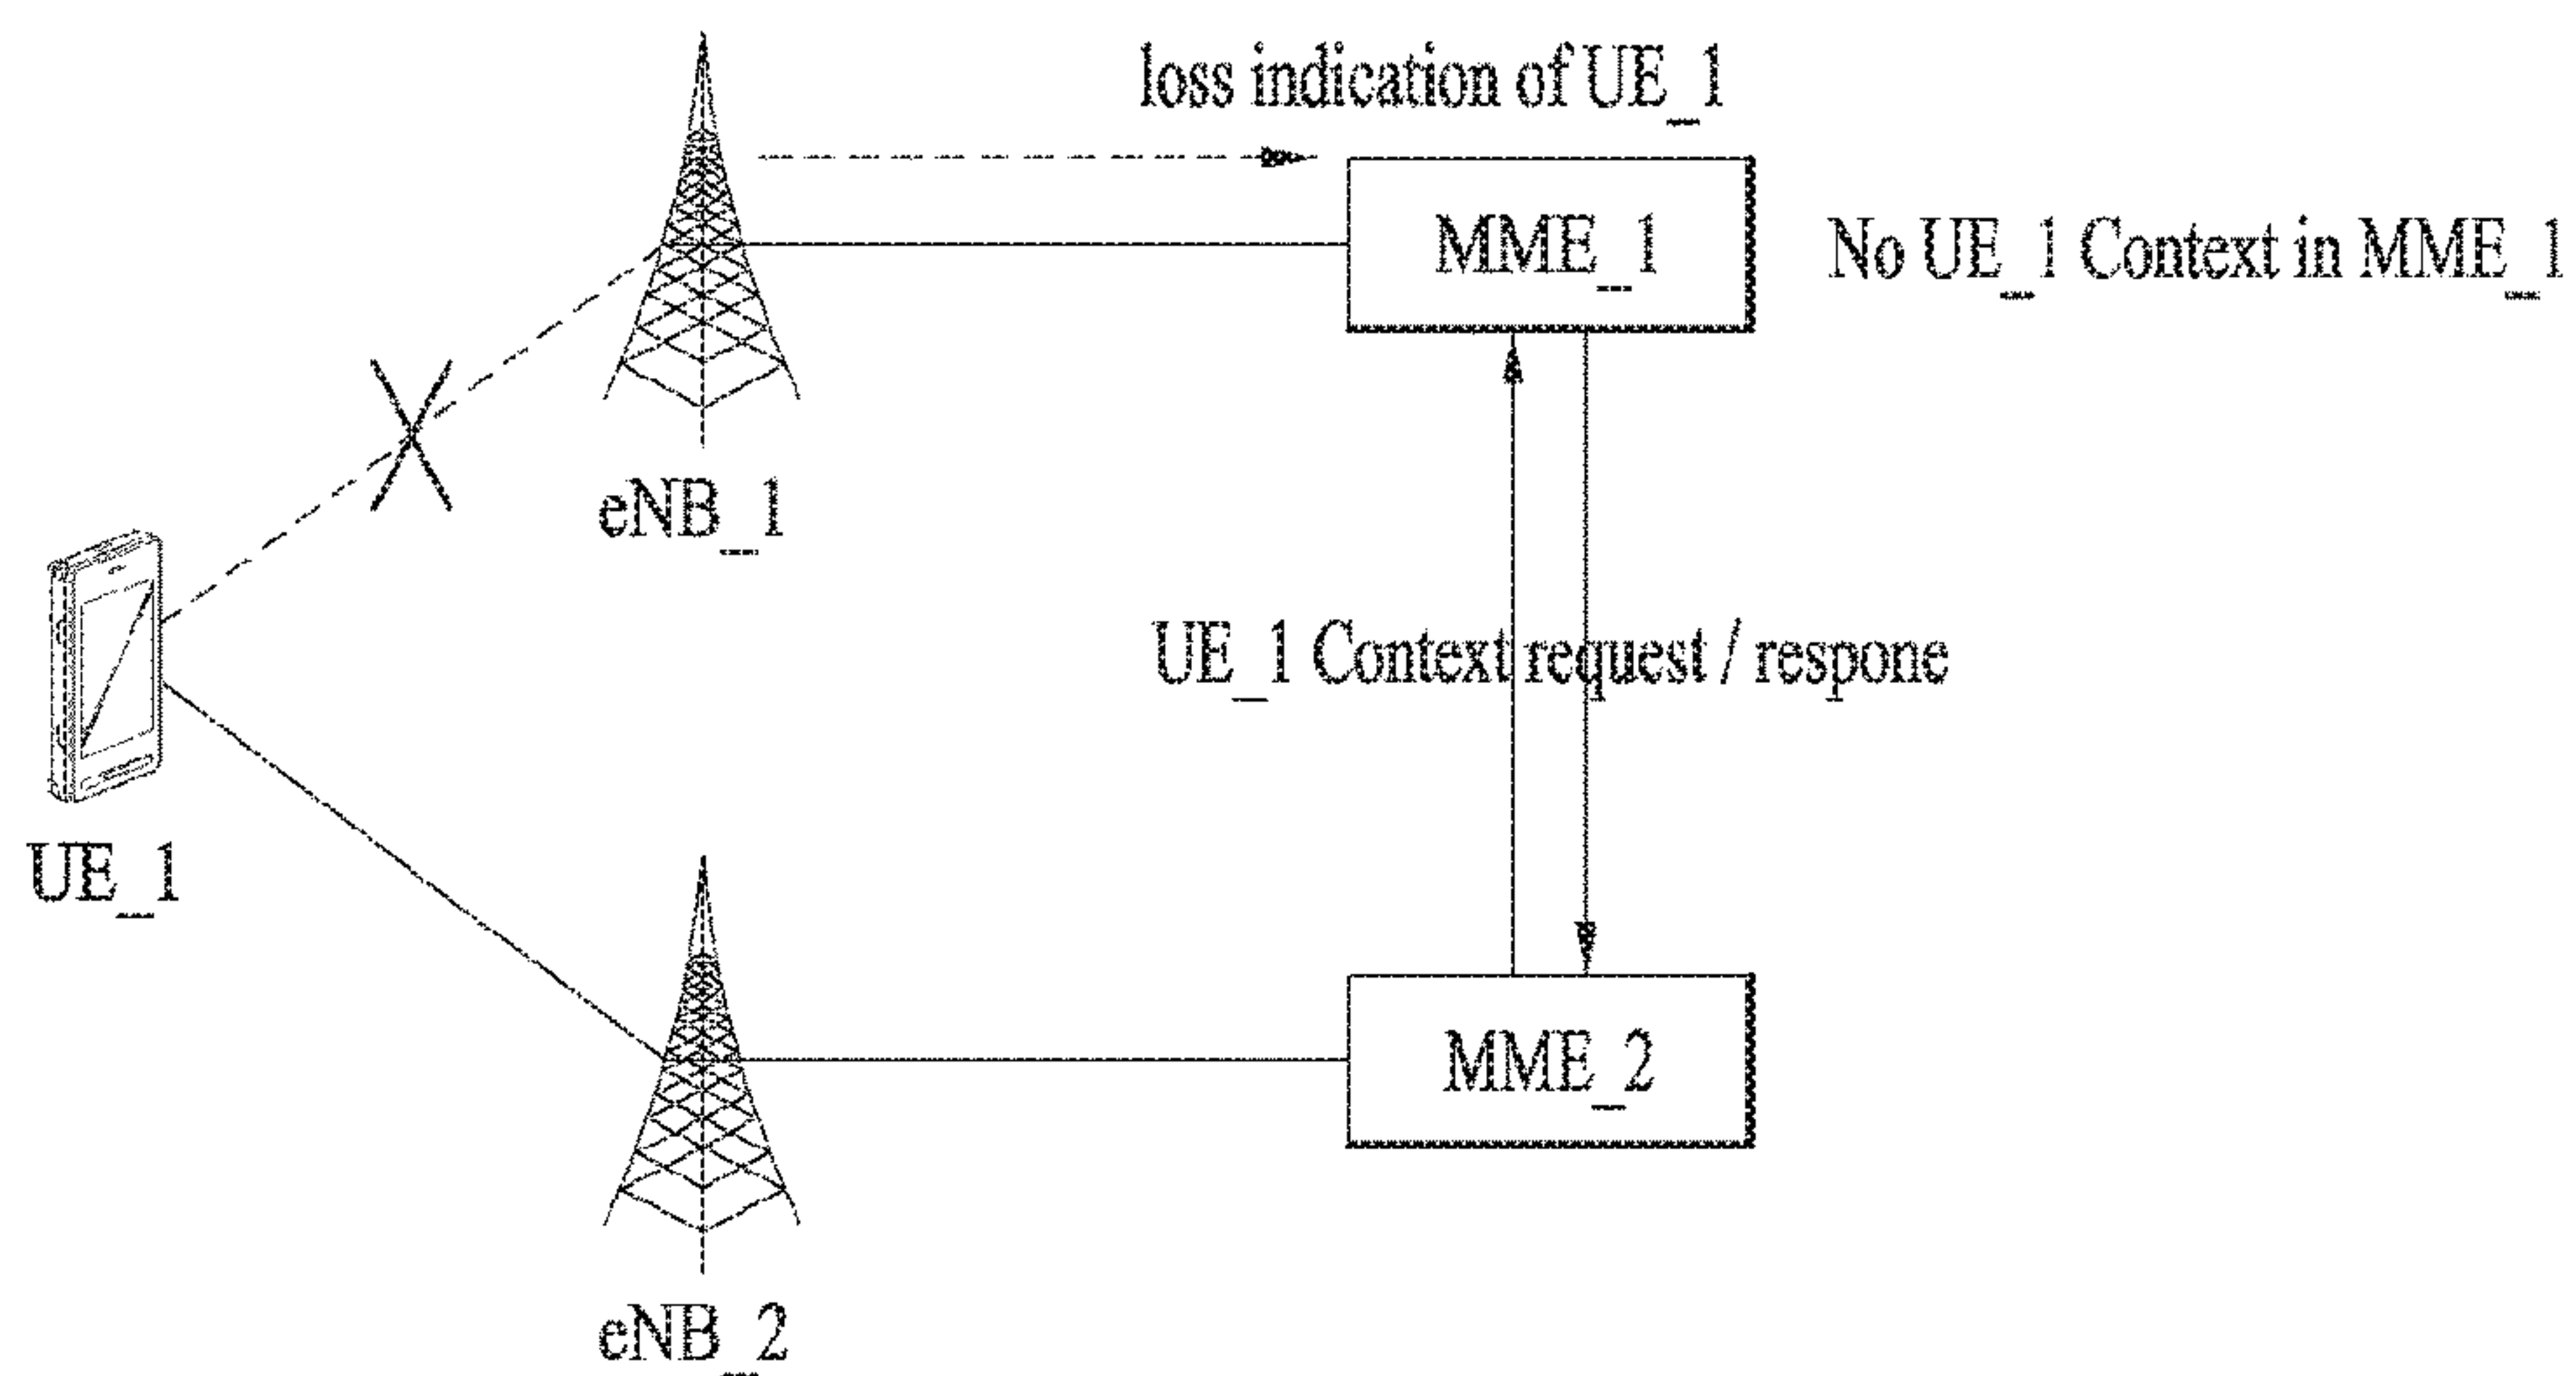 loss indication of UE_1
MME_1
No UE_1 Context in MME_1
eNB_1
UE_1 Context request / respone
UE_1
MME_2
eNB_2